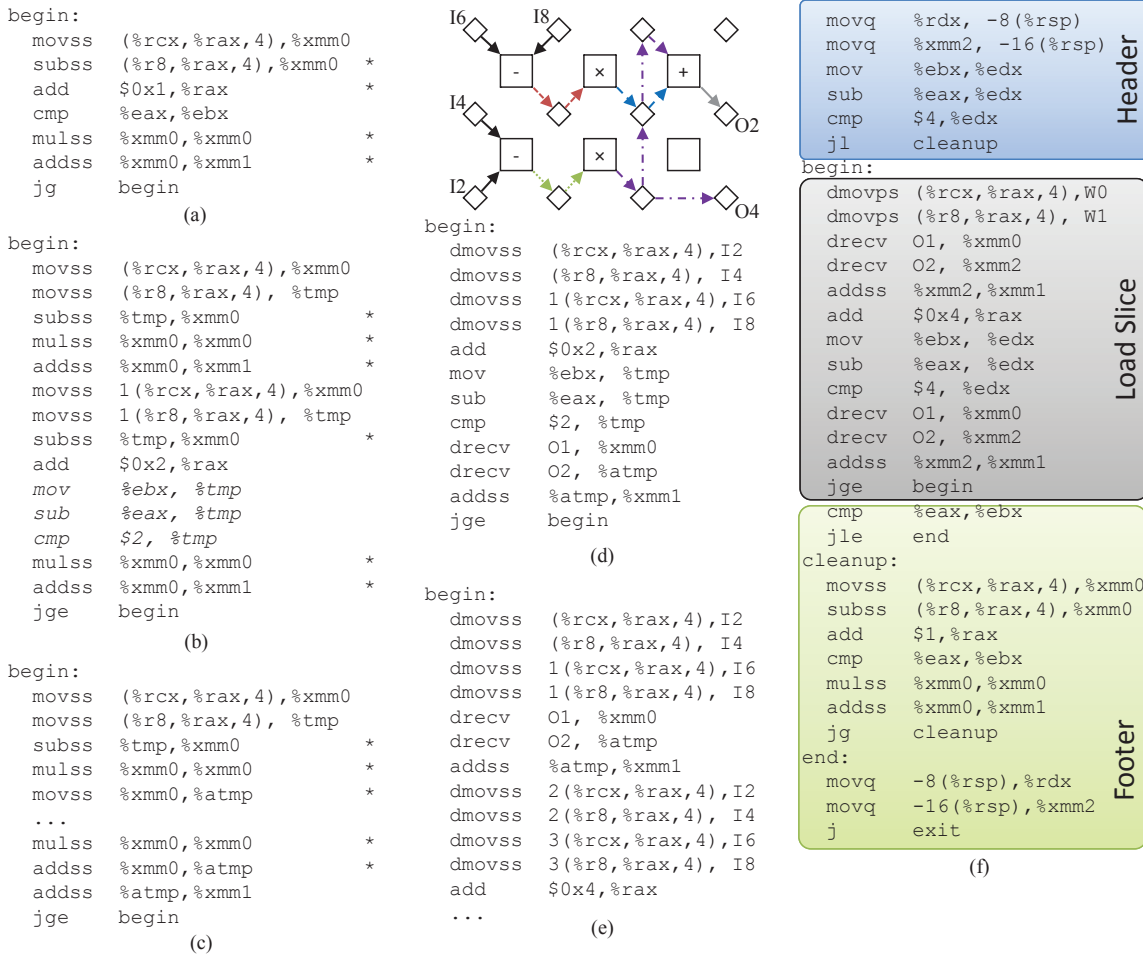 begin:
movss (%rcx,%rax,4),%xmm0
subss (%r8,%rax,4),%xmm0 *
add $0x1,%rax *
cmp %eax,%ebx
mulss %xmm0,%xmm0 *
addss %xmm0,%xmm1 *
jg begin
(a)
begin:
movss (%rcx,%rax,4),%xmm0
movss (%r8,%rax,4), %tmp
subss %tmp,%xmm0 *
mulss %xmm0,%xmm0 *
addss %xmm0,%xmm1 *
movss 1(%rcx,%rax,4),%xmm0
movss 1(%r8,%rax,4), %tmp
subss %tmp,%xmm0 *
add $0x2,%rax
mov %ebx, %tmp
sub %eax, %tmp
cmp $2, %tmp
mulss %xmm0,%xmm0 *
addss %xmm0,%xmm1 *
jge begin
(b)
begin:
movss (%rcx,%rax,4),%xmm0
movss (%r8,%rax,4), %tmp
subss %tmp,%xmm0 *
mulss %xmm0,%xmm0 *
movss %xmm0,%atmp *
...
mulss %xmm0,%xmm0 *
addss %xmm0,%atmp *
addss %atmp,%xmm1
jge begin
(c)
I6 I8
- × +
I4 O2
- ×
I2 O4
begin:
dmovss (%rcx,%rax,4),I2
dmovss (%r8,%rax,4), I4
dmovss 1(%rcx,%rax,4),I6
dmovss 1(%r8,%rax,4), I8
add $0x2,%rax
mov %ebx, %tmp
sub %eax, %tmp
cmp $2, %tmp
drecv O1, %xmm0
drecv O2, %atmp
addss %atmp,%xmm1
jge begin
(d)
begin:
dmovss (%rcx,%rax,4),I2
dmovss (%r8,%rax,4), I4
dmovss 1(%rcx,%rax,4),I6
dmovss 1(%r8,%rax,4), I8
drecv O1, %xmm0
drecv O2, %atmp
addss %atmp,%xmm1
dmovss 2(%rcx,%rax,4),I2
dmovss 2(%r8,%rax,4), I4
dmovss 3(%rcx,%rax,4),I6
dmovss 3(%r8,%rax,4), I8
add $0x4,%rax
...
(e)
movq %rdx, -8(%rsp)
movq %xmm2, -16(%rsp)
mov %ebx,%edx
sub %eax,%edx
cmp $4,%edx
jl cleanup
Header
begin:
dmovps (%rcx,%rax,4),W0
dmovps (%r8,%rax,4), W1
drecv O1, %xmm0
drecv O2, %xmm2
addss %xmm2,%xmm1
add $0x4,%rax
mov %ebx, %edx
sub %eax, %edx
cmp $4, %edx
drecv O1, %xmm0
drecv O2, %xmm2
addss %xmm2,%xmm1
jge begin
Load Slice
cmp %eax,%ebx
jle end
cleanup:
movss (%rcx,%rax,4),%xmm0
subss (%r8,%rax,4),%xmm0
add $1,%rax
cmp %eax,%ebx
mulss %xmm0,%xmm0
addss %xmm0,%xmm1
jg cleanup
end:
movq -8(%rsp),%rdx
movq -16(%rsp),%xmm2
j exit
Footer
(f)